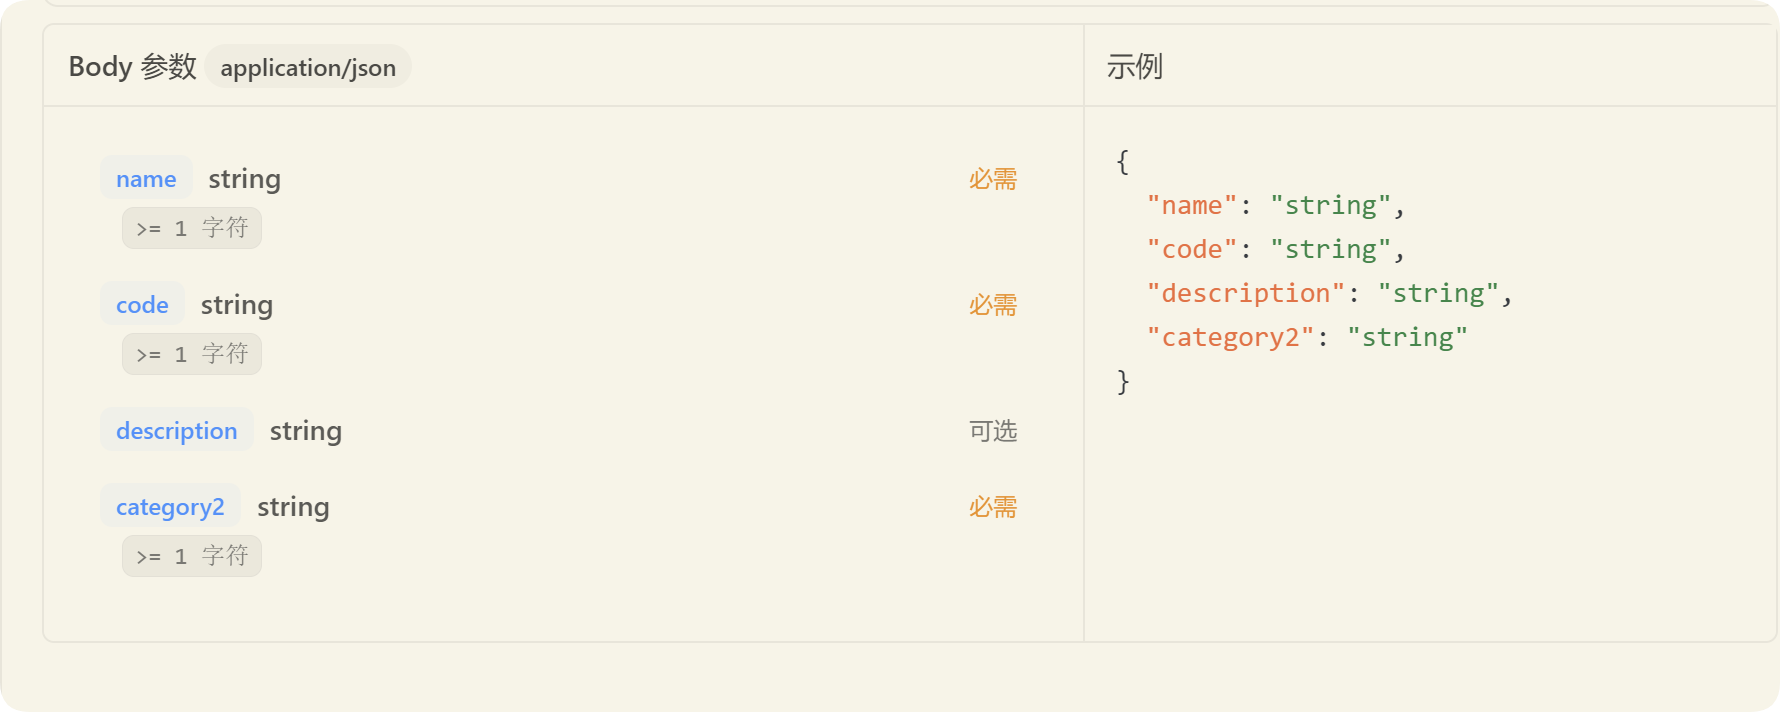 Body 参数 application/json
name string 必需
>= 1 字符
code string 必需
>= 1 字符
description string 可选
category2 string 必需
>= 1 字符
示例
{
"name": "string",
"code": "string",
"description": "string",
"category2": "string"
}